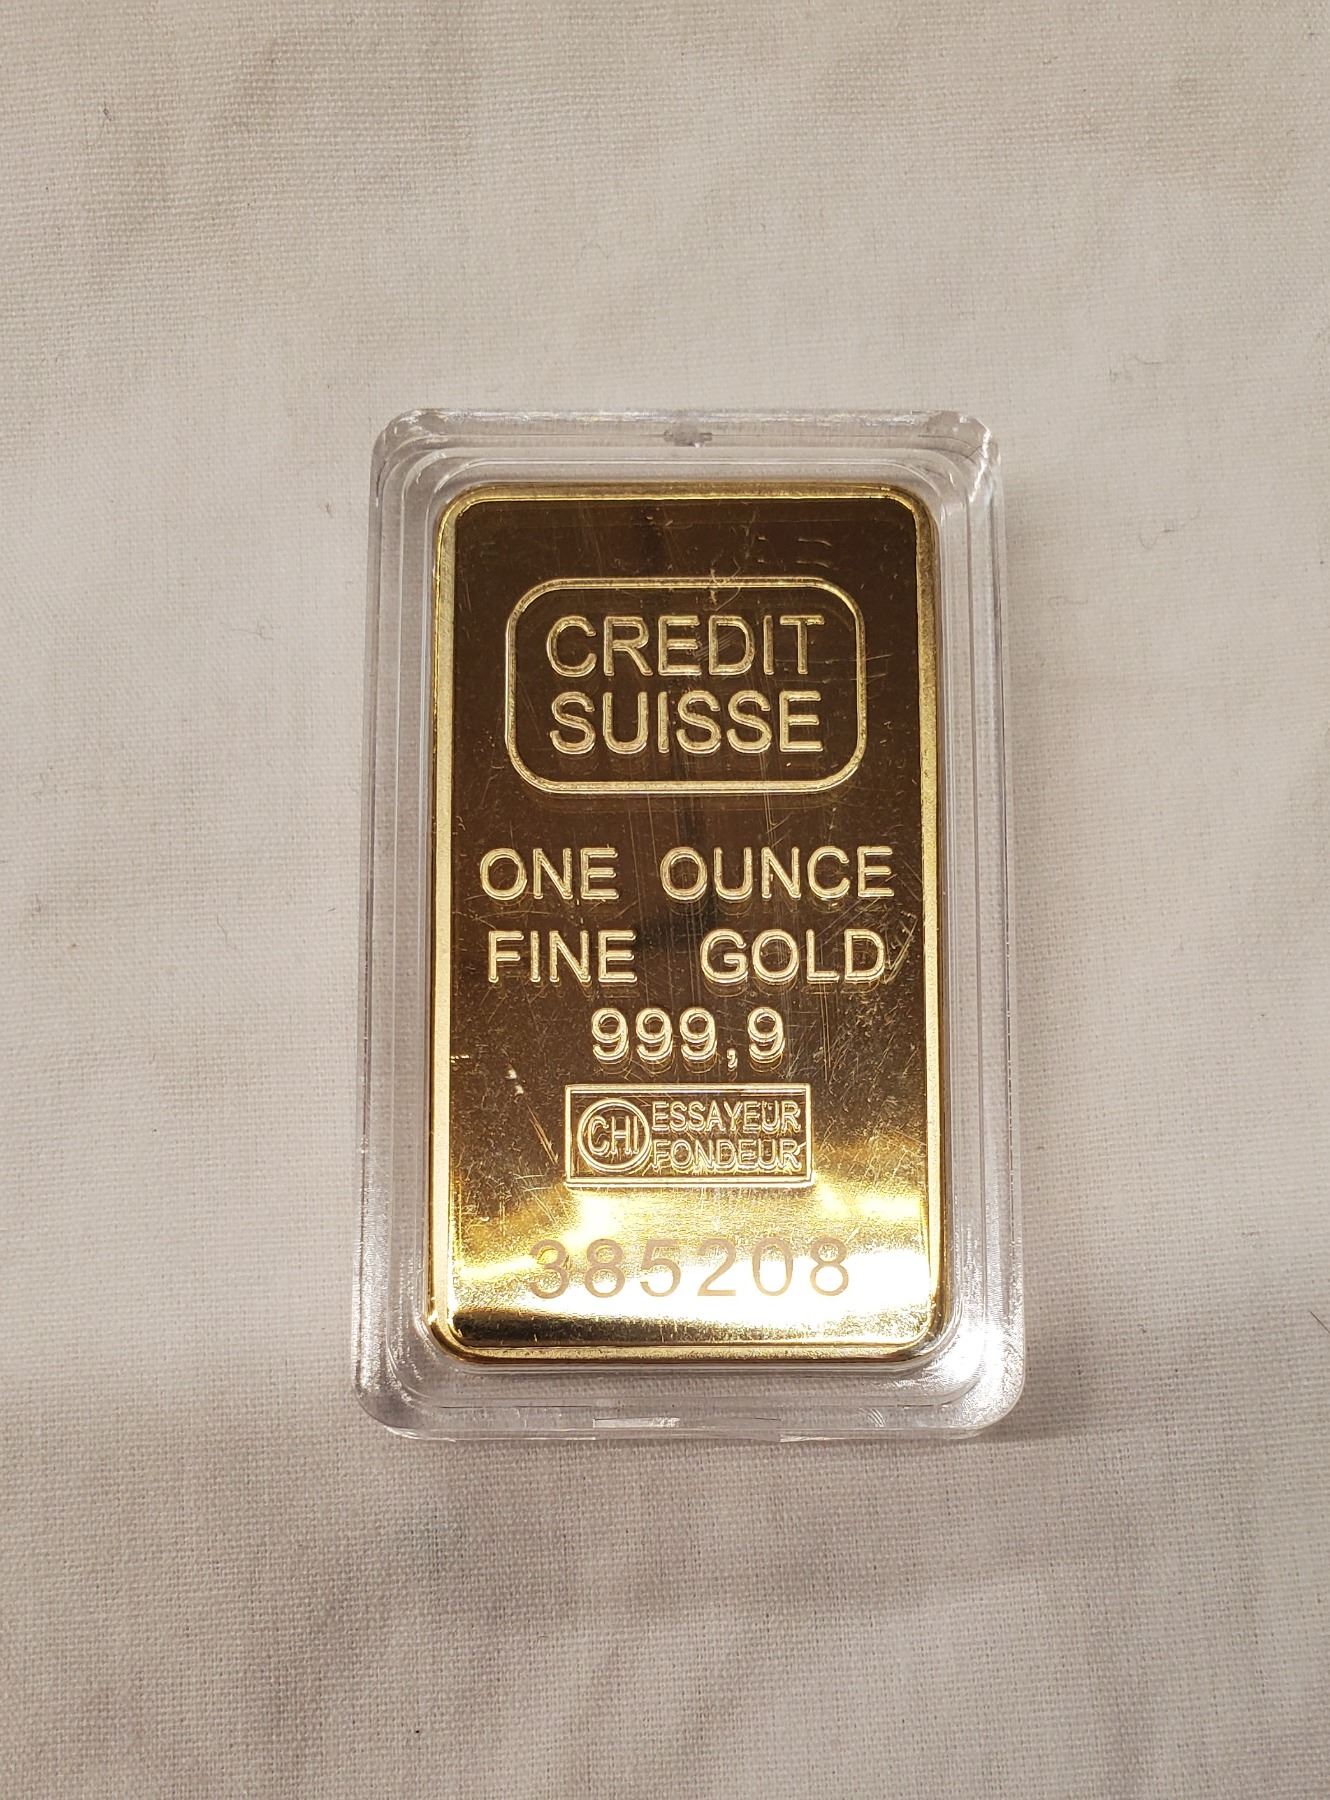 CREDIT
SUISSE
ONE OUNCE
FINE GOLD
999,9
CHI ESSAYEUR
FONDEUR
385208